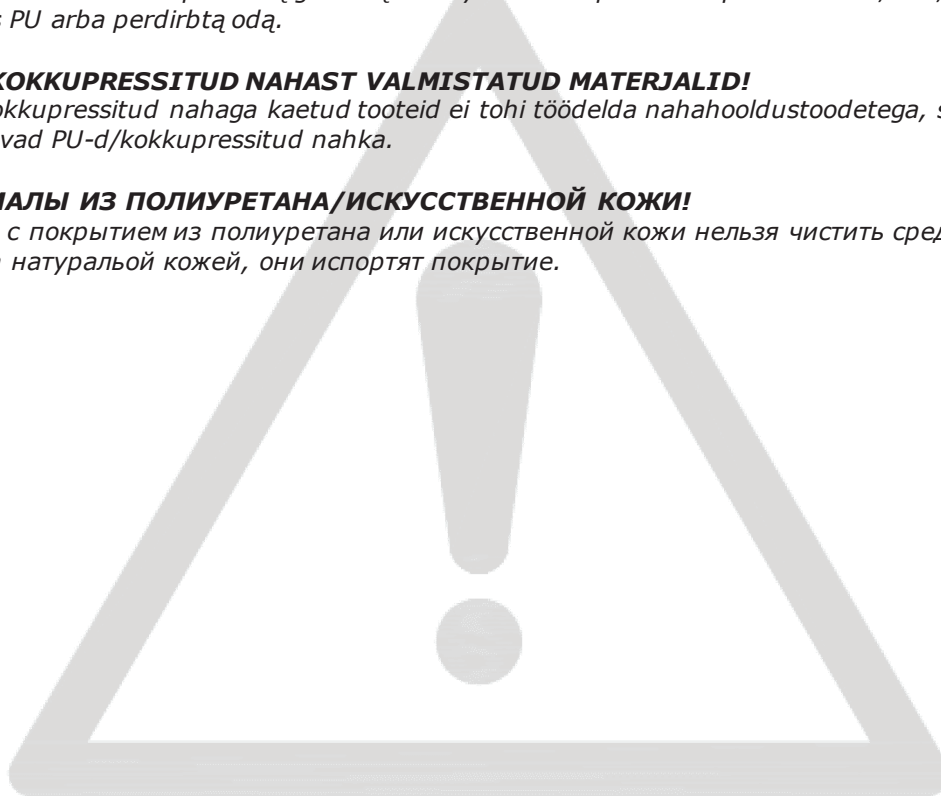 PU arba perdirbtą odą.
KOKKUPRESSITUD NAHAST VALMISTATUD MATERJALID!
okkupressitud nahaga kaetud tooteid ei tohi töödelda nahahooldustoodetega, s
vad PU-d/kokkupressitud nahka.
ИАЛЫ ИЗ ПОЛИУРЕТАНА/ИСКУССТВЕННОЙ КОЖИ!
с покрытием из полиуретана или искусственной кожи нельзя чистить сред
натуральой кожей, они испортят покрытие.